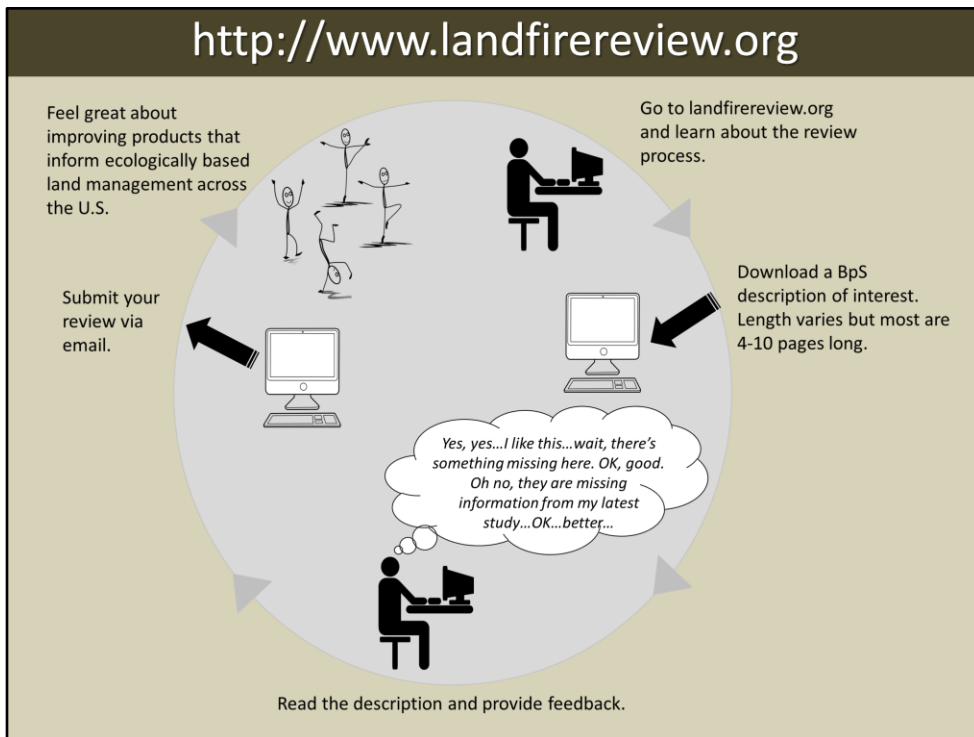 http://www.landfirereview.org
Feel great about
improving products that
inform ecologically based
land management across
the U.S.
Go to landfirereview.org
and learn about the review
process.
Download a BpS
description of interest.
Length varies but most are
4-10 pages long.
Submit your
review via
email.
Yes, yes...I like this...wait, there's
something missing here. OK, good.
Oh no, they are missing
information from my latest
study...OK...better...
Read the description and provide feedback.